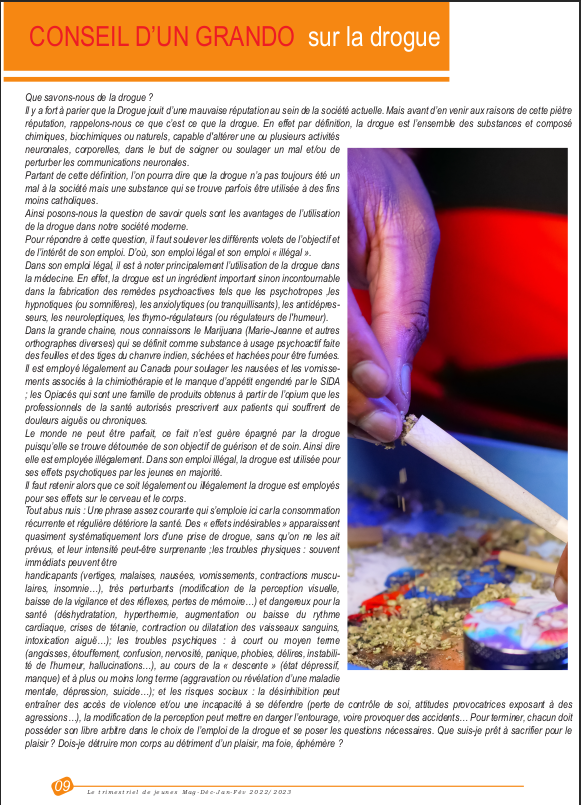 CONSEIL D'UN GRANDO sur la drogue
Que savons-nous de la drogue ?
Il y a fort à parier que la Drogue jouit d'une mauvaise réputation au sein de la société actuelle. Mais avant d'en venir aux raisons de cette piètre
réputation, rappelons-nous ce que c'est ce que la drogue. En effet par définition, la drogue est l'ensemble des substances et composé
chimiques, biochimiques ou naturels, capable d'altérer une ou plusieurs activités
neuronales, corporelles, dans le but de soigner ou soulager un mal et/ou de
perturber les communications neuronales.
Partant de cette définition, l'on pourra dire que la drogue n'a pas toujours été un
mal à la société mais une substance qui se trouve parfois être utilisée à des fins
moins catholiques.
Ainsi posons-nous la question de savoir quels sont les avantages de l'utilisation
de la drogue dans notre société moderne.
Pour répondre à cette question, il faut soulever les différents volets de l'objectif et
de l'intérêt de son emploi. D'où, son emploi légal et son emploi « illégal ».
Dans son emploi légal, il est à noter principalement l'utilisation de la drogue dans
la médecine. En effet, la drogue est un ingrédient important sinon incontournable
dans la fabrication des remèdes psychoactives tels que les psychotropes ,les
hypnotiques (ou somnifères), les anxiolytiques (ou tranquillisants), les antidépres-
seurs, les neuroleptiques, les thymo-régulateurs (ou régulateurs de l'humeur).
Dans la grande chaine, nous connaissons le Marijuana (Marie-Jeanne et autres
orthographes diverses) qui se définit comme substance à usage psychoactif faite
des feuilles et des tiges du chanvre indien, séchées et hachées pour être fumées.
Il est employé légalement au Canada pour soulager les nausées et les vomisse-
ments associés à la chimiothérapie et le manque d'appétit engendré par le SIDA
; les Opiacés qui sont une famille de produits obtenus à partir de l'opium que les
professionnels de la santé autorisés prescrivent aux patients qui souffrent de
douleurs aiguës ou chroniques.
Le monde ne peut être parfait, ce fait n'est guère épargné par la drogue
puisqu'elle se trouve détournée de son objectif de guérison et de soin. Ainsi dire
elle est employée illégalement. Dans son emploi illégal, la drogue est utilisée pour
ses effets psychotiques par les jeunes en majorité.
Il faut retenir alors que ce soit légalement ou illégalement la drogue est employés
pour ses effets sur le cerveau et le corps.
Tout abus nuis : Une phrase assez courante qui s'emploie ici car la consommation
récurrente et régulière détériore la santé. Des « effets indésirables » apparaissent
quasiment systématiquement lors d'une prise de drogue, sans qu'on ne les ait
prévus, et leur intensité peut-être surprenante ;les troubles physiques : souvent
immédiats peuvent être
handicapants (vertiges, malaises, nausées, vomissements, contractions muscu-
laires, insomnie…), très perturbants (modification de la perception visuelle,
baisse de la vigilance et des réflexes, pertes de mémoire…) et dangereux pour la
santé (déshydratation, hyperthermie, augmentation ou baisse du rythme
cardiaque, crises de tétanie, contraction ou dilatation des vaisseaux sanguins,
intoxication aiguë…); les troubles psychiques : à court ou moyen terme
(angoisses, étouffement, confusion, nervosité, panique, phobies, délires, instabili-
té de l'humeur, hallucinations…), au cours de la « descente » (état dépressif,
manque) et à plus ou moins long terme (aggravation ou révélation d'une maladie
mentale, dépression, suicide…); et les risques sociaux : la désinhibition peut
entraîner des accès de violence et/ou une incapacité à se défendre (perte de contrôle de soi, attitudes provocatrices exposant à des
agressions…), la modification de la perception peut mettre en danger l'entourage, voire provoquer des accidents… Pour terminer, chacun doit
posséder son libre arbitre dans le choix de l'emploi de la drogue et se poser les questions nécessaires. Que suis-je prêt à sacrifier pour le
plaisir ? Dois-je détruire mon corps au détriment d'un plaisir, ma foie, éphémère ?
09
Le trimestriel de jeunes Mag-Déc-Jan-Fév 2022/2023